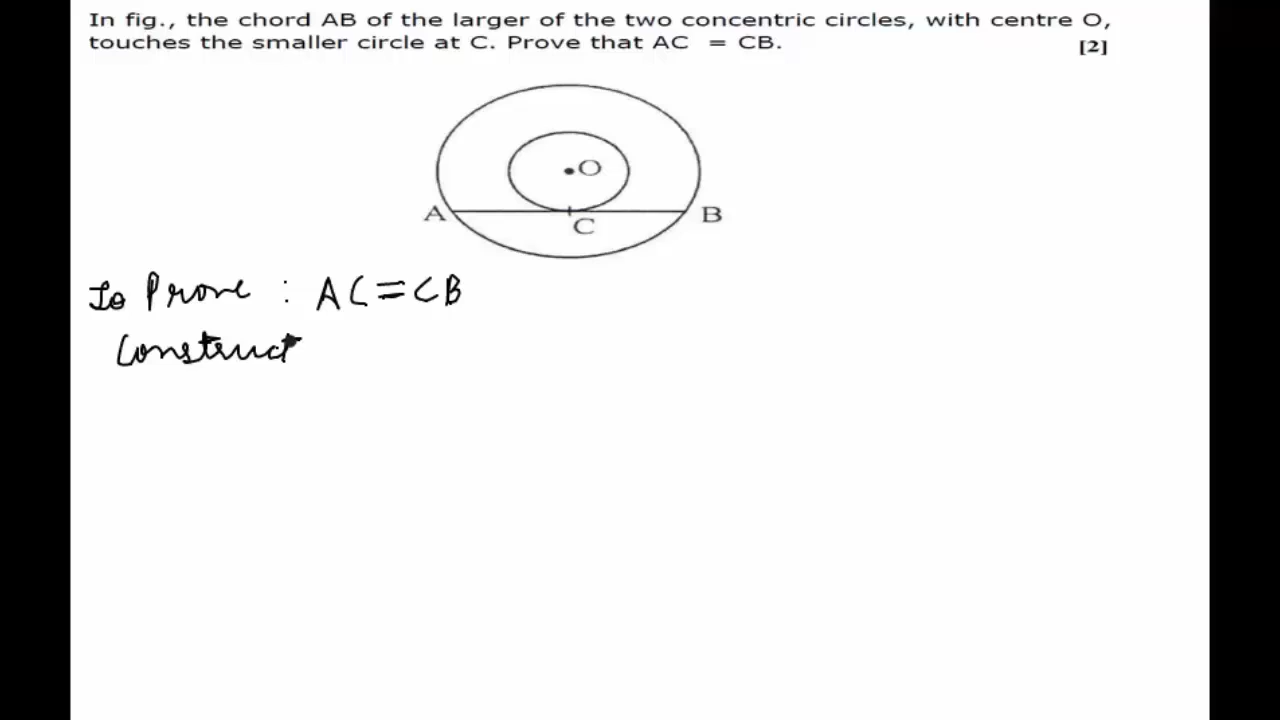 In fig., the chord AB of the larger of the two concentric circles, with centre O,
touches the smaller circle at C. Prove that AC = CB. [2]
O
A
B
C
To Prove : AC=CB
Construct